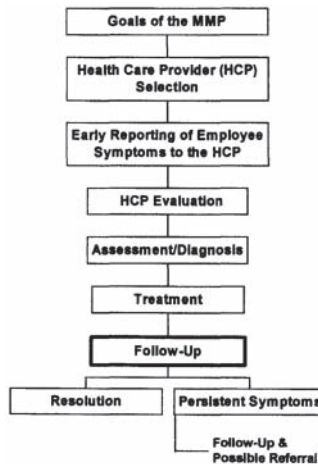 Goals of the MMP
Health Care Provider (HCP)
Selection
Early Reporting of Employee
Symptoms to the HCP
HCP Evaluation
Assessment/Diagnosis
Treatment
Follow-Up
Resolution
Persistent Symptoms
Follow-Up &
Possible Referral